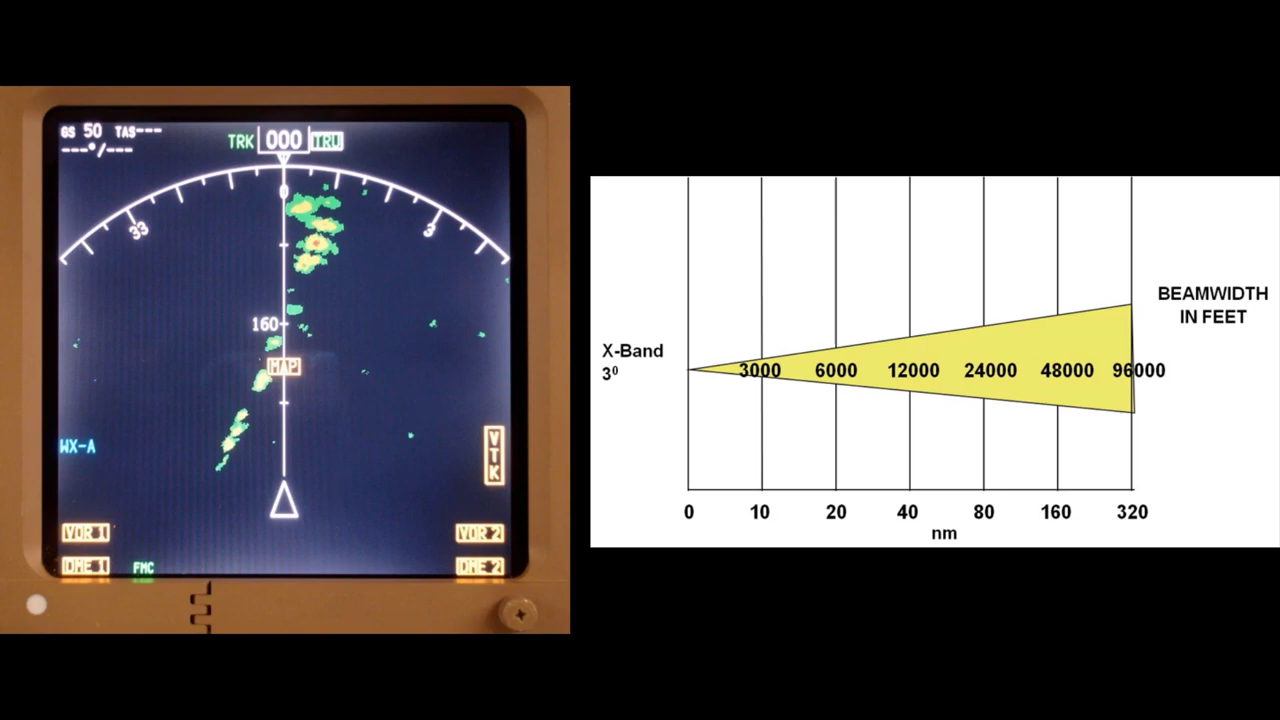 GS 50 TAS---
---°/---
TRK 000 TRU
0
33
3
160
MAP
WX-A
VTK
VOR 1
VOR 2
DME 1
FMC
DME 2
BEAMWIDTH
IN FEET
X-Band
3⁰
3000 6000 12000 24000 48000 96000
0 10 20 40 80 160 320
nm